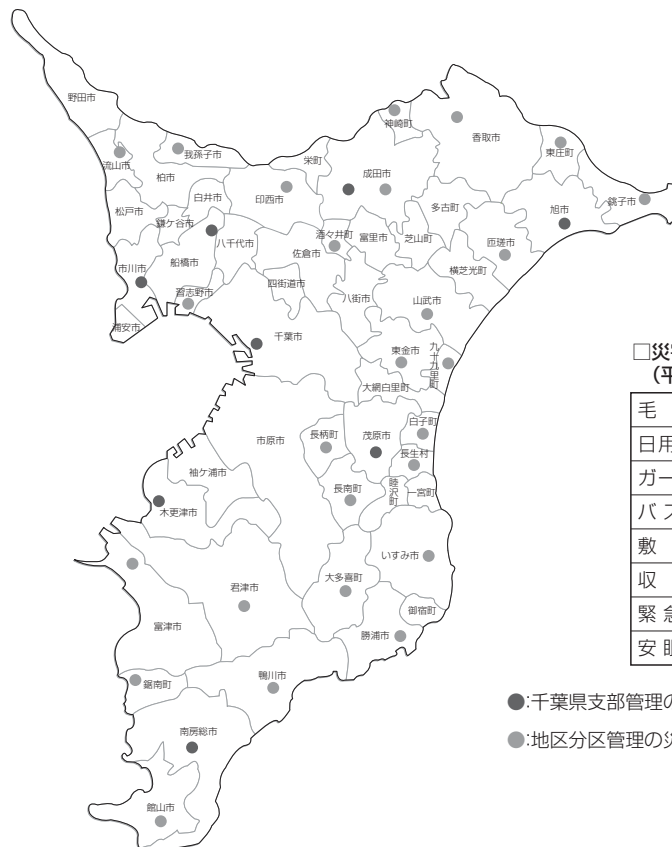 野田市
流山市
我孫子市
柏市
松戸市
鎌ケ谷市
白井市
印西市
栄町
成田市
神崎町
香取市
東庄町
銚子市
旭市
匝瑳市
多古町
横芝光町
芝山町
富里市
酒々井町
佐倉市
八千代市
船橋市
市川市
習志野市
浦安市
四街道市
八街市
山武市
千葉市
東金市
九十九里町
大網白里町
市原市
長柄町
茂原市
白子町
長生村
長南町
睦沢町
一宮町
袖ケ浦市
木更津市
君津市
大多喜町
いすみ市
御宿町
勝浦市
富津市
鋸南町
鴨川市
南房総市
館山市
□災
(平
毛
日用
ガー
バス
敷
収
緊急
安眠
●:千葉県支部管理の
●:地区分区管理の災